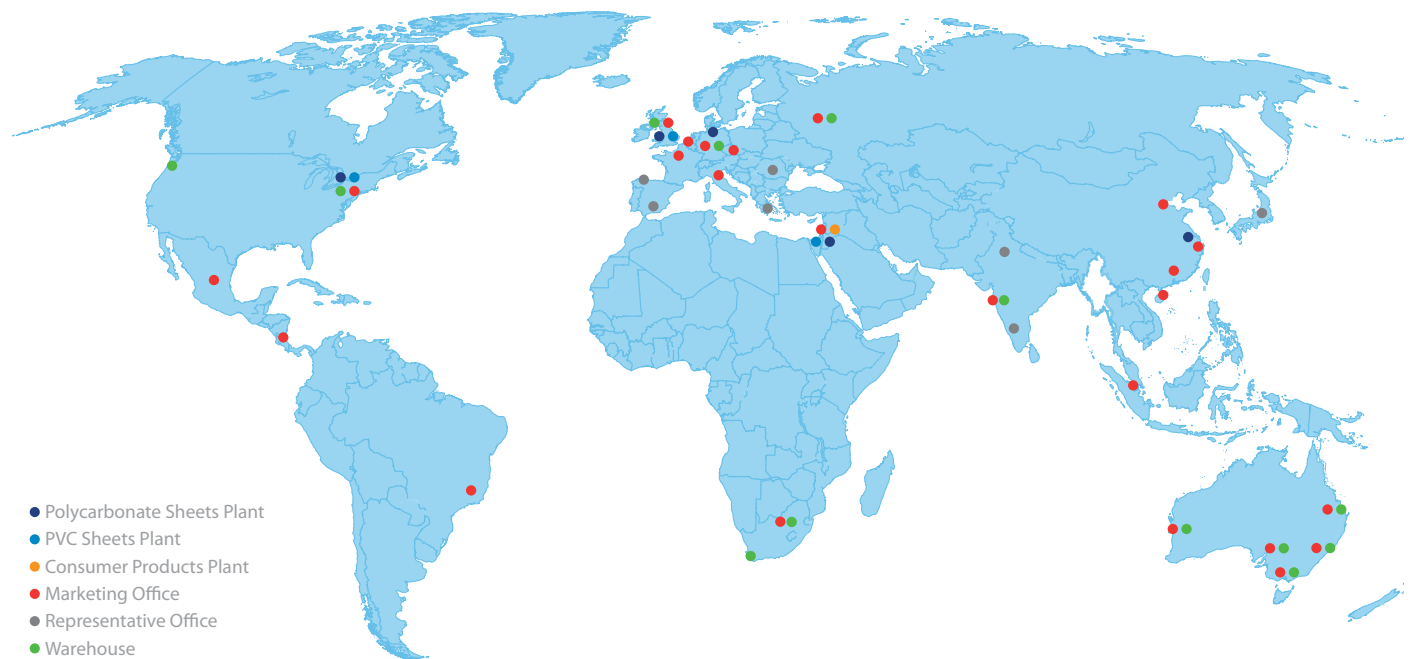 Polycarbonate Sheets Plant
PVC Sheets Plant
Consumer Products Plant
Marketing Office
Representative Office
Warehouse